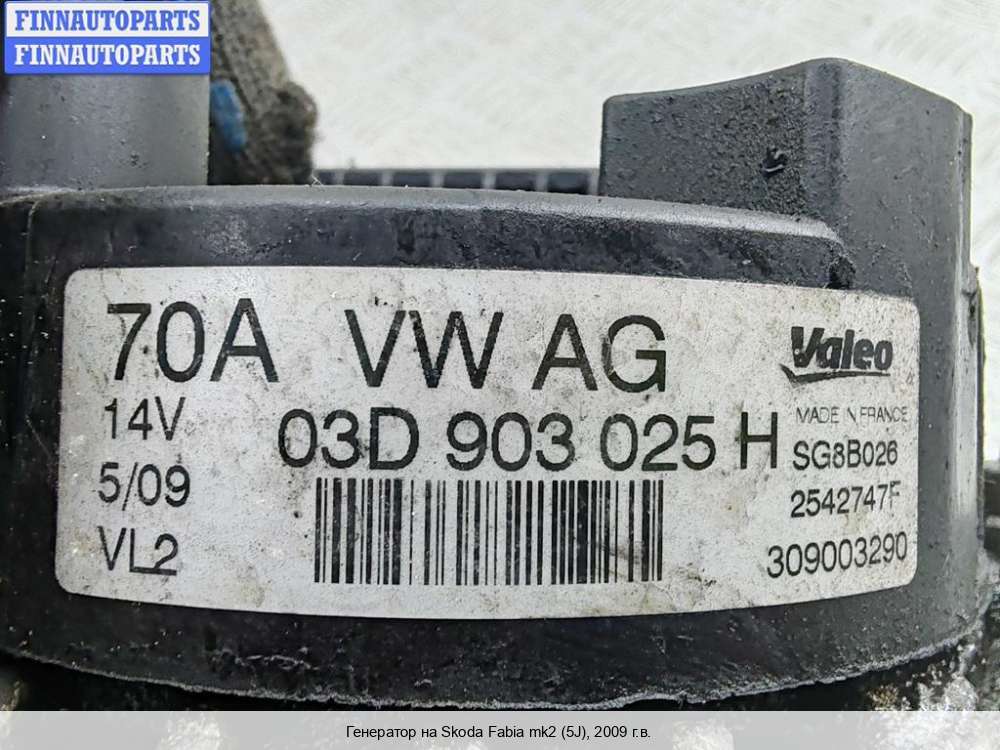 FINNAUTOPARTS
FINNAUTOPARTS
70A VW AG
Valeo
14V
03D 903 025 H
MADE IN FRANCE
SG8B026
5/09
2542747F
VL2
309003290
Генератор на Skoda Fabia mk2 (5J), 2009 г.в.